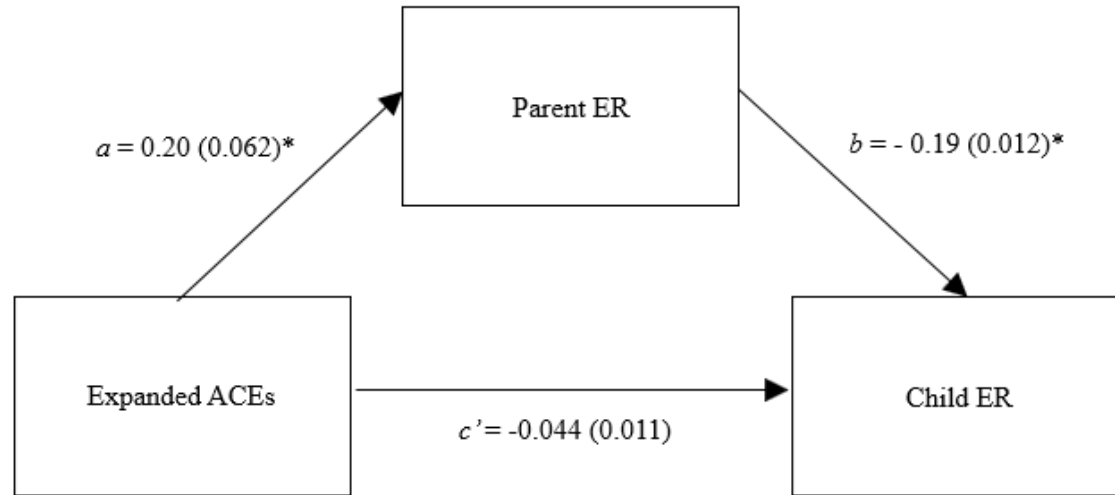 Parent ER
a = 0.20 (0.062)*
b = - 0.19 (0.012)*
Expanded ACEs
Child ER
c’= -0.044 (0.011)